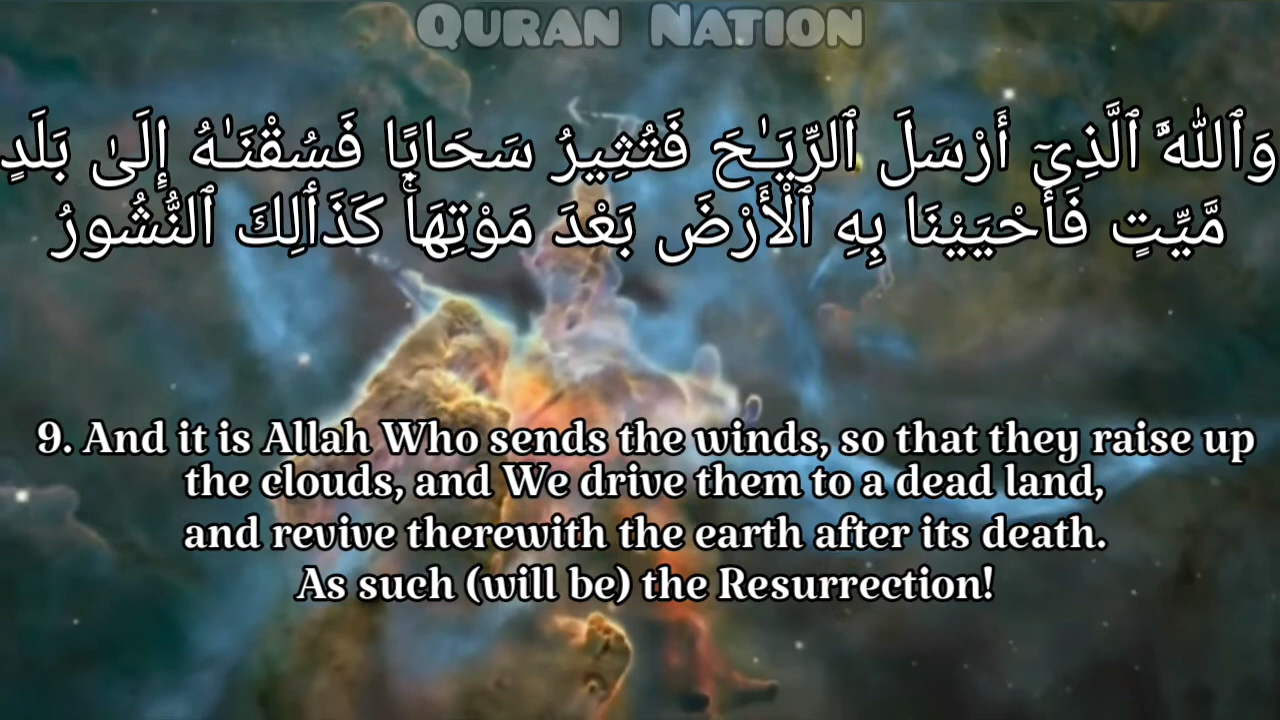 QURAN NATION
وَٱللَّهُ ٱلَّذِىٓ أَرْسَلَ ٱلرِّيَـٰحَ فَتُثِيرُ سَحَابًا فَسُقْنَـٰهُ إِلَىٰ بَلَدٍ
مَّيِّتٍ فَأَحْيَيْنَا بِهِ ٱلْأَرْضَ بَعْدَ مَوْتِهَا ۚ كَذَٲلِكَ ٱلنُّشُورُ
9. And it is Allah Who sends the winds, so that they raise up
the clouds, and We drive them to a dead land,
and revive therewith the earth after its death.
As such (will be) the Resurrection!